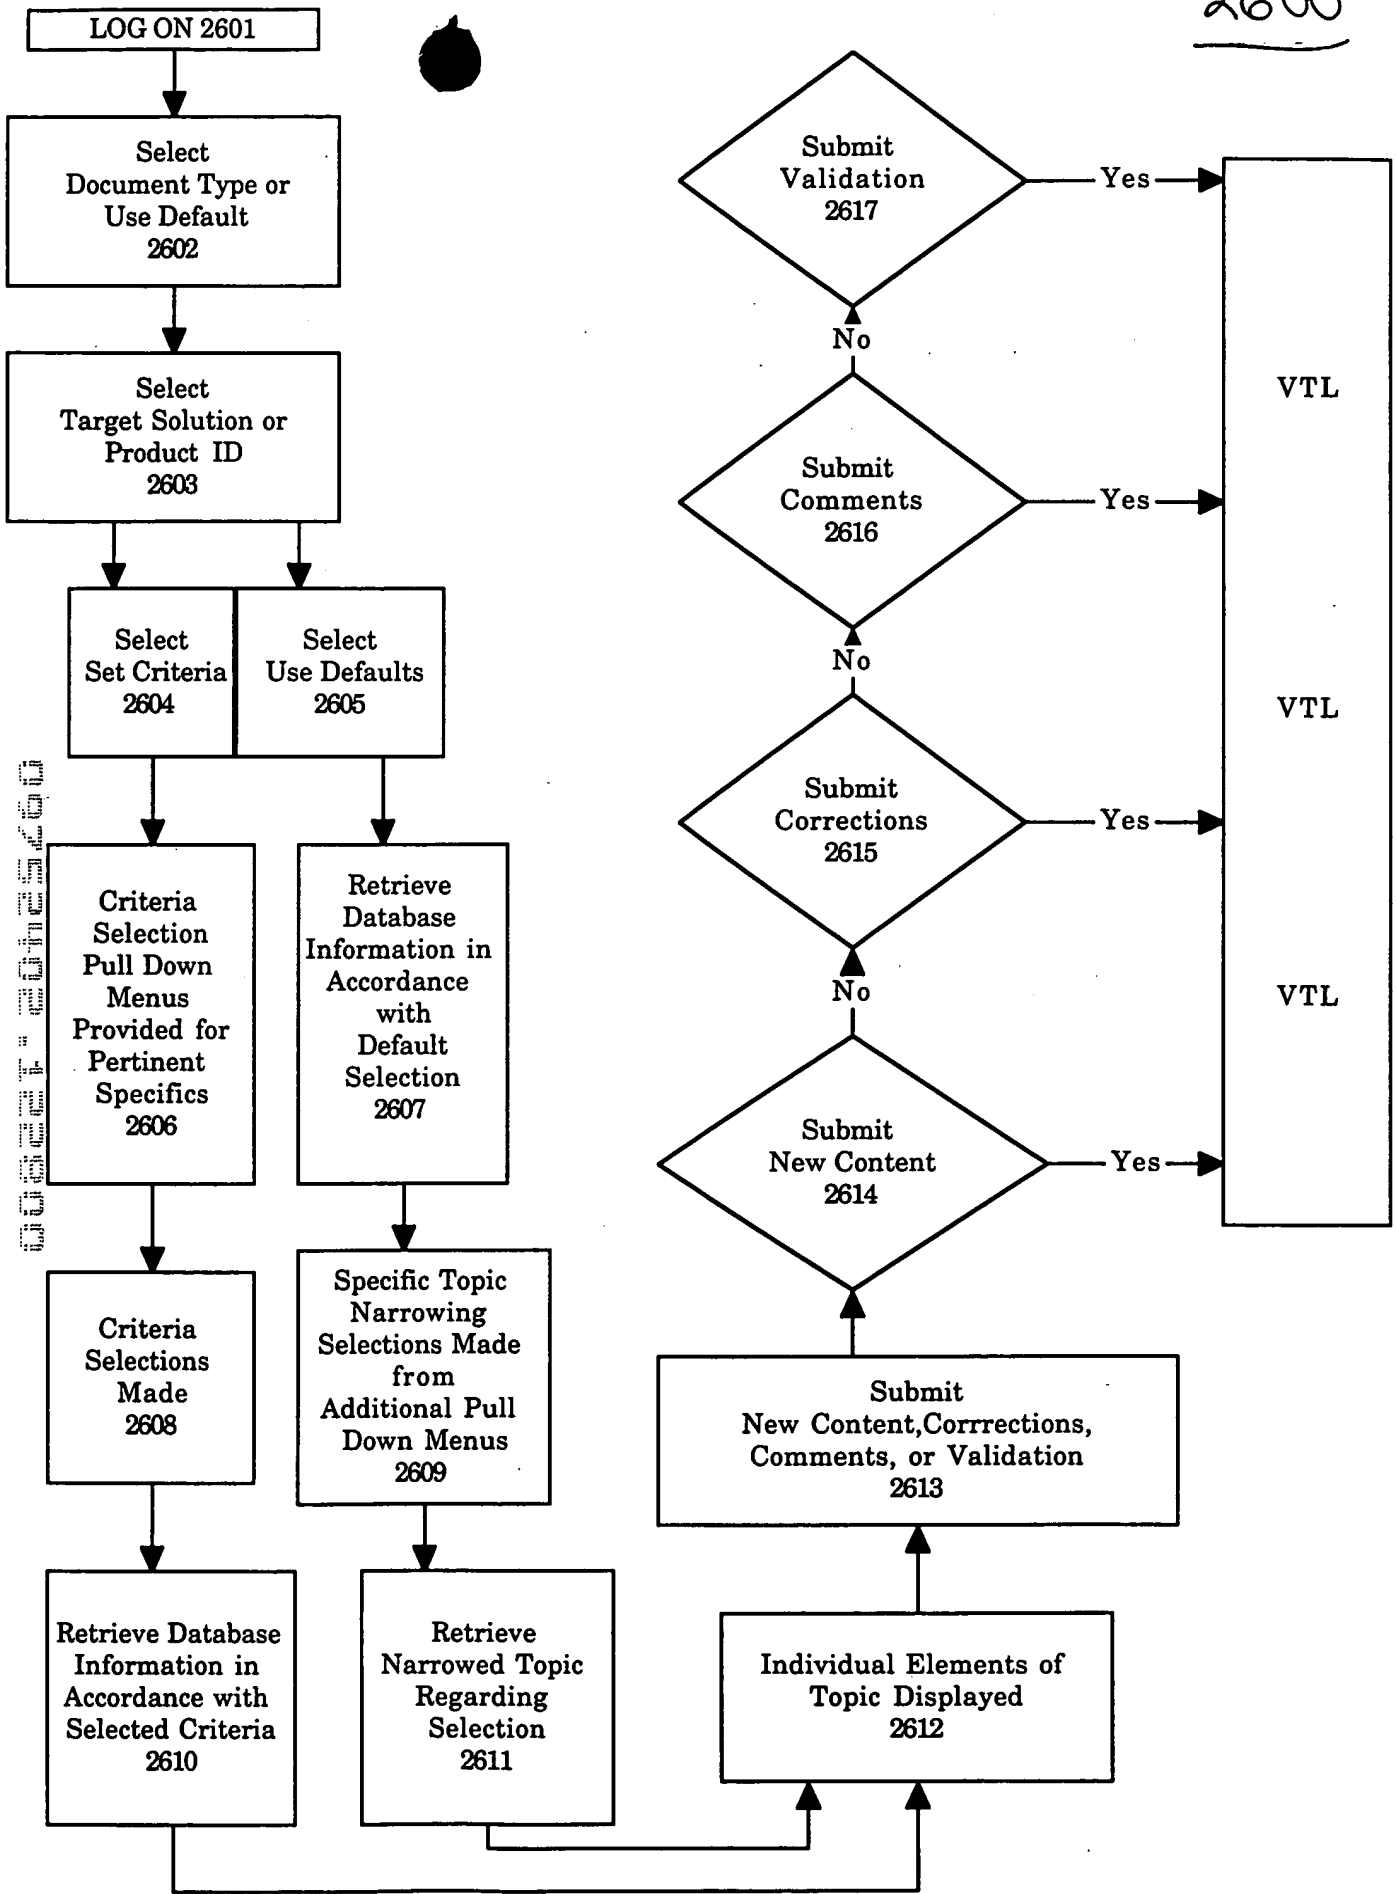 2600
LOG ON 2601
Select
Document Type or
Use Default
2602
Select
Target Solution or
Product ID
2603
Select
Set Criteria
2604
Select
Use Defaults
2605
Criteria
Selection
Pull Down
Menus
Provided for
Pertinent
Specifics
2606
Retrieve
Database
Information in
Accordance
with
Default
Selection
2607
Criteria
Selections
Made
2608
Specific Topic
Narrowing
Selections Made
from
Additional Pull
Down Menus
2609
Retrieve Database
Information in
Accordance with
Selected Criteria
2610
Retrieve
Narrowed Topic
Regarding
Selection
2611
Individual Elements of
Topic Displayed
2612
Submit
New Content,Corrrections,
Comments, or Validation
2613
Submit
New Content
2614
Yes
No
Submit
Corrections
2615
Yes
No
Submit
Comments
2616
Yes
No
Submit
Validation
2617
Yes
VTL
VTL
VTL